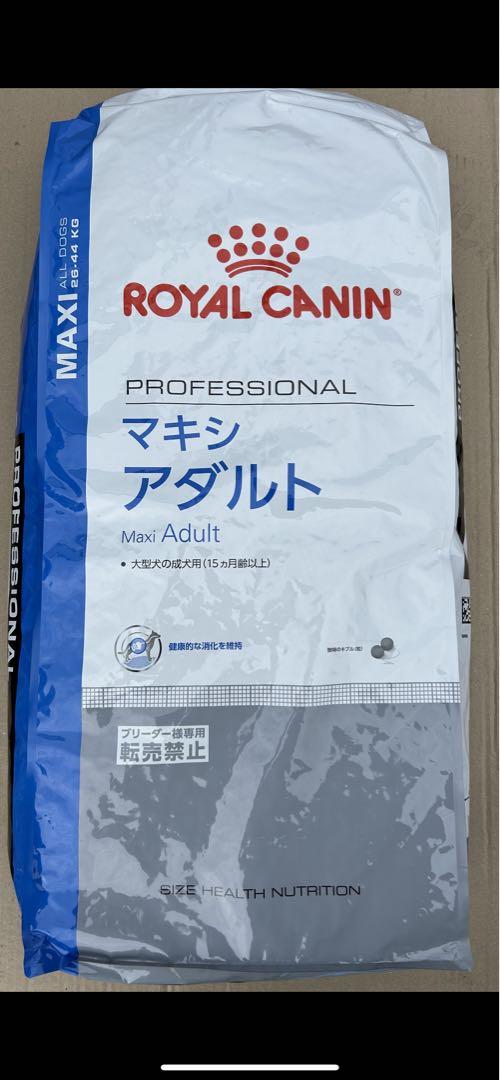 MAXI ALL DOGS
26-44 KG
ROYAL CANIN®
PROFESSIONAL
マキシ
アダルト
Maxi Adult
• 大型犬の成犬用(15ヵ月齢以上)
健康的な消化を維持
ブリーダー様専用
転売禁止
SIZE HEALTH NUTRITION
PROFESSIONAL